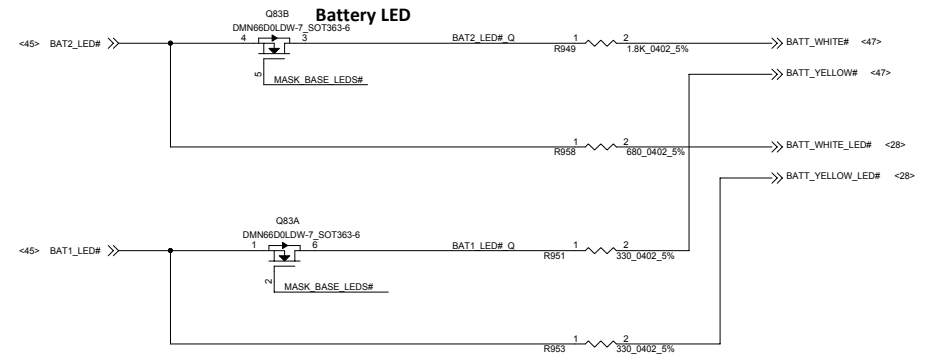 Battery LED
Q83B
DMN66D0LDW-7_SOT363-6
<45> BAT2_LED# 4 3 BAT2_LED#_Q 1 2 BATT_WHITE# <47>
R949 1.8K_0402_5%
5 MASK_BASE_LEDS#
BATT_YELLOW# <47>
1 2 BATT_WHITE_LED# <28>
R958 680_0402_5%
BATT_YELLOW_LED# <28>
Q83A
DMN66D0LDW-7_SOT363-6
<45> BAT1_LED# 1 6 BAT1_LED#_Q 1 2
R951 330_0402_5%
2 MASK_BASE_LEDS#
1 2
R953 330_0402_5%